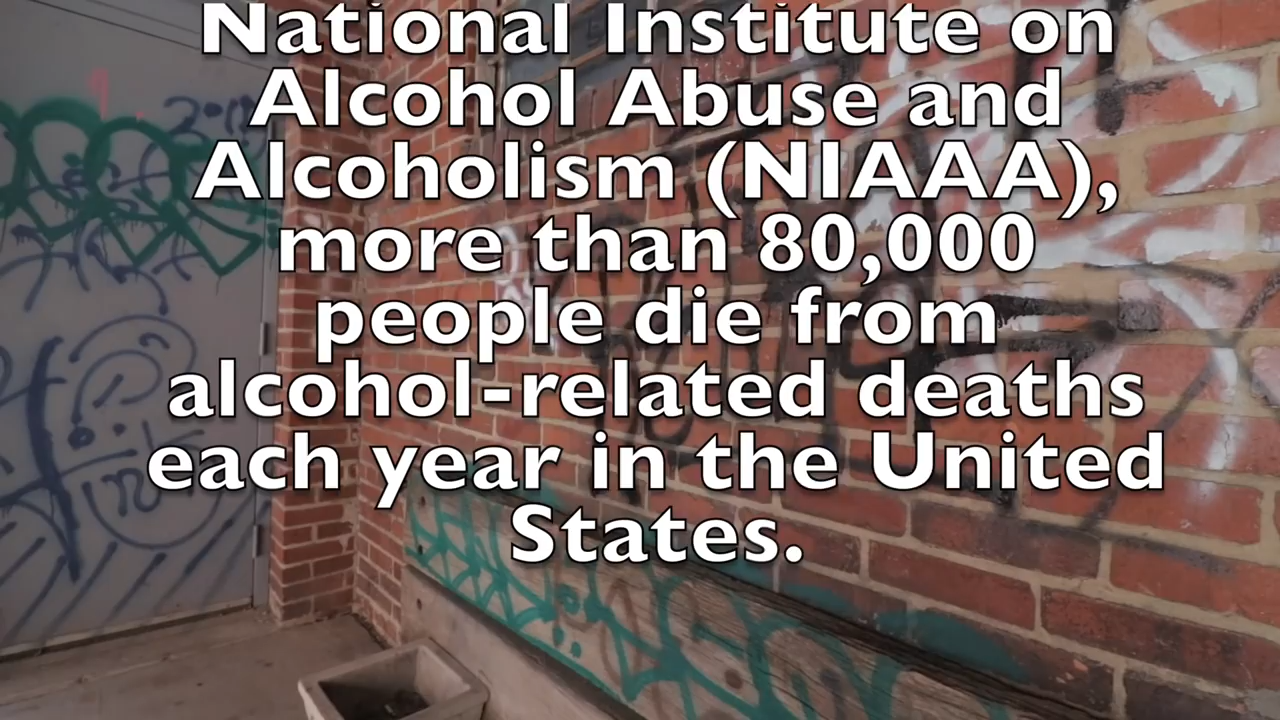 National Institute on
Alcohol Abuse and
Alcoholism (NIAAA),
more than 80,000
people die from
alcohol-related deaths
each year in the United
States.